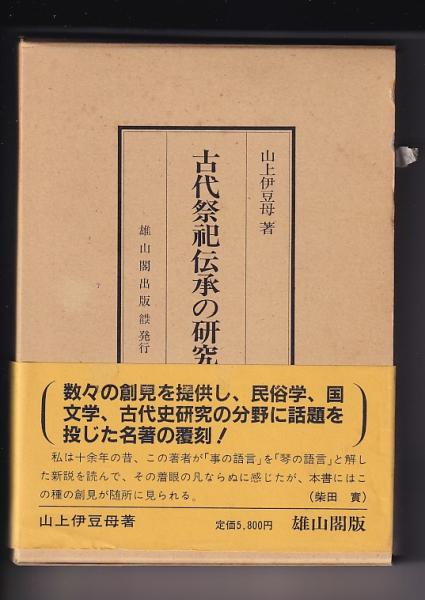 山上伊豆母 著
古代祭祀伝承の研究
雄山閣出版㈱発行
数々の創見を提供し、民俗学、国
文学、古代史研究の分野に話題を
投じた名著の覆刻!
私は十余年の昔、この著者が「事の語言」を「琴の語言」と解し
た新説を読んで、その着眼の凡ならぬに感じたが、本書にはこ
の種の創見が随所に見られる。
(柴田 實)
山上伊豆母著
定価5,800円
雄山閣版